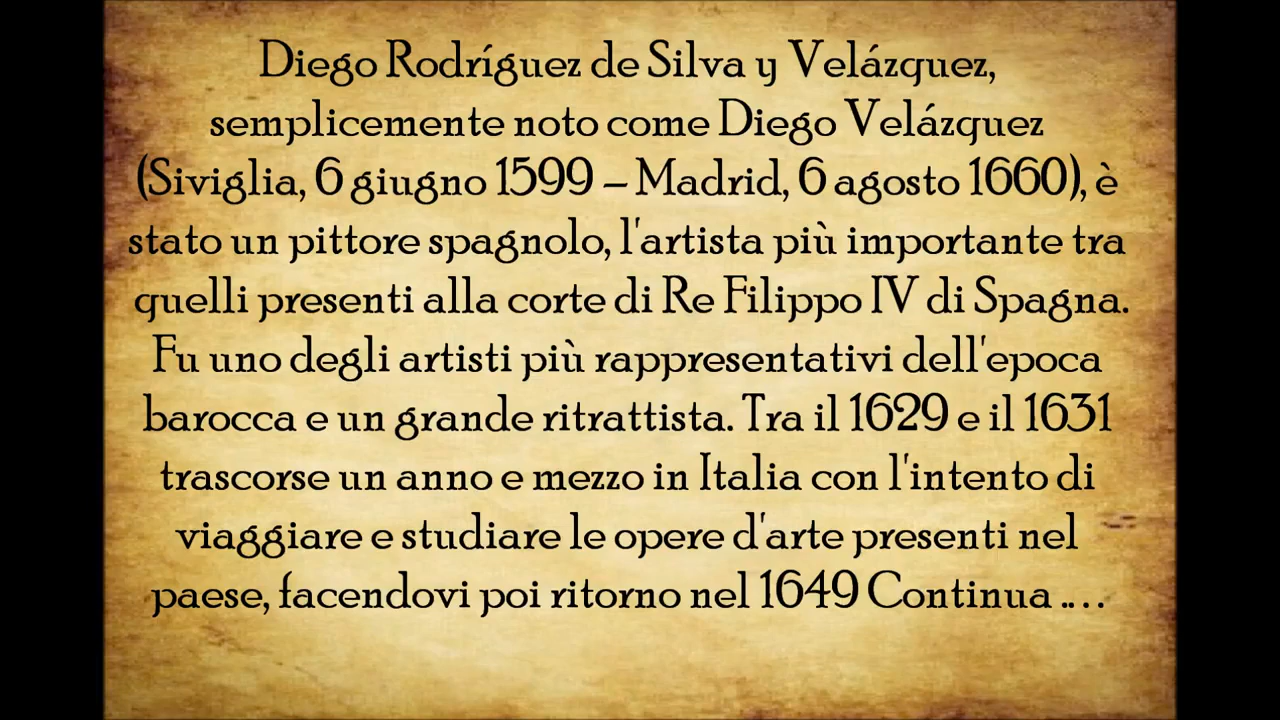 Diego Rodríguez de Silva y Velázquez,
semplicemente noto come Diego Velázquez
(Siviglia, 6 giugno 1599 – Madrid, 6 agosto 1660), è
stato un pittore spagnolo, l'artista più importante tra
quelli presenti alla corte di Re Filippo IV di Spagna.
Fu uno degli artisti più rappresentativi dell'epoca
barocca e un grande ritrattista. Tra il 1629 e il 1631
trascorse un anno e mezzo in Italia con l'intento di
viaggiare e studiare le opere d'arte presenti nel
paese, facendovi poi ritorno nel 1649 Continua ....